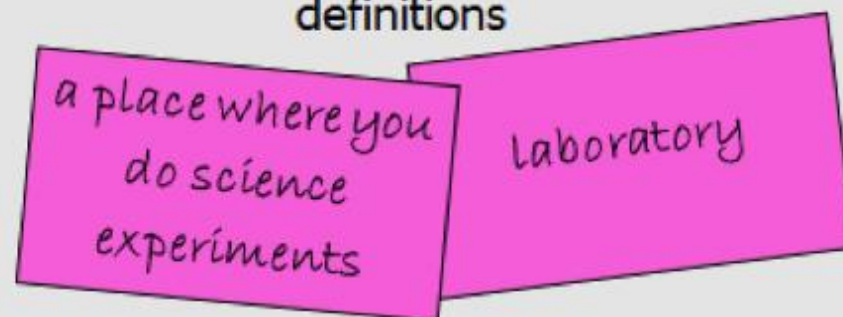 definitions
a place where you
do science
experiments
laboratory